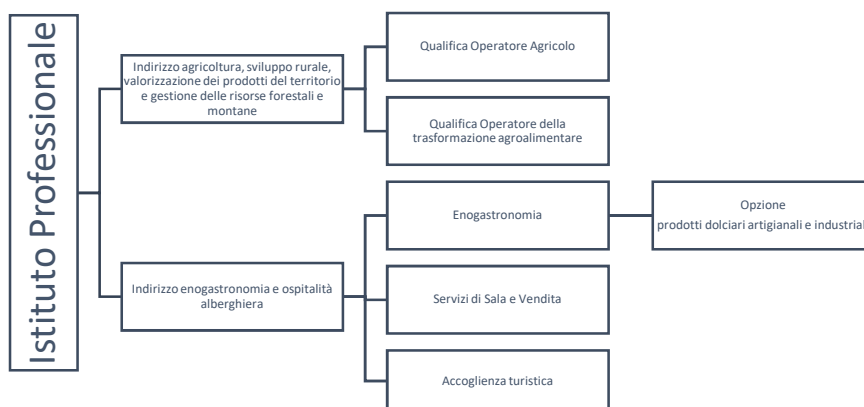 Istituto Professionale
Indirizzo agricoltura, sviluppo rurale,
valorizzazione dei prodotti del territorio
e gestione delle risorse forestali e
montane
Qualifica Operatore Agricolo
Qualifica Operatore della
trasformazione agroalimentare
Indirizzo enogastronomia e ospitalità
alberghiera
Enogastronomia
Opzione
prodotti dolciari artigianali e industrial
Servizi di Sala e Vendita
Accoglienza turistica